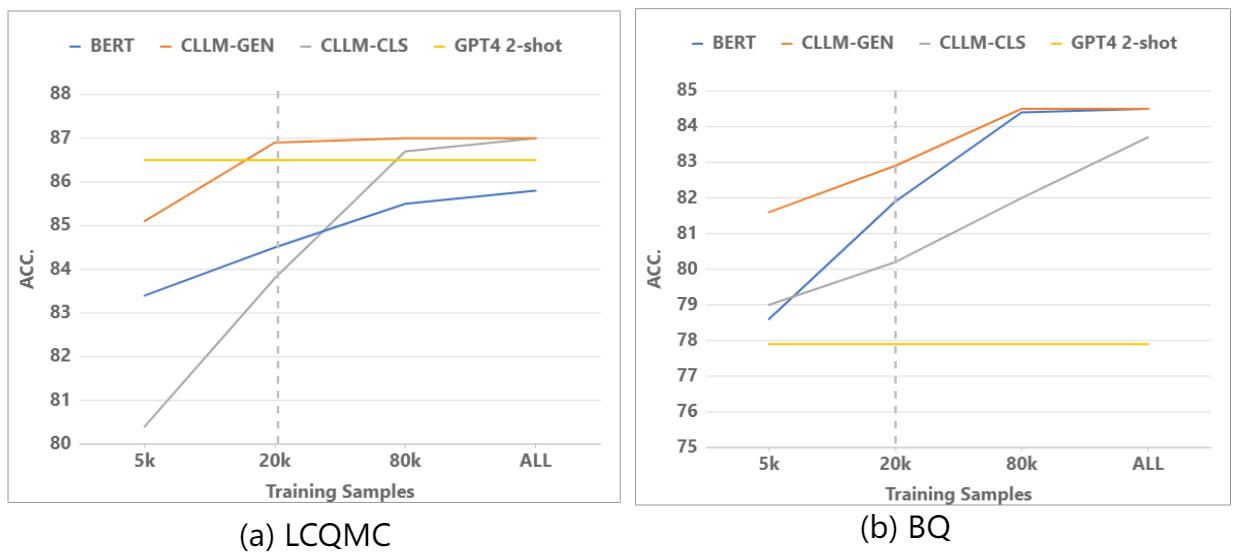 BERT CLLM-GEN CLLM-CLS GPT4 2-shot
88
87
86
85
84
83
82
81
80
ACC.
5k 20k 80k ALL
Training Samples
(a) LCQMC
BERT CLLM-GEN CLLM-CLS GPT4 2-shot
85
84
83
82
81
80
79
78
77
76
75
ACC.
5k 20k 80k ALL
Training Samples
(b) BQ